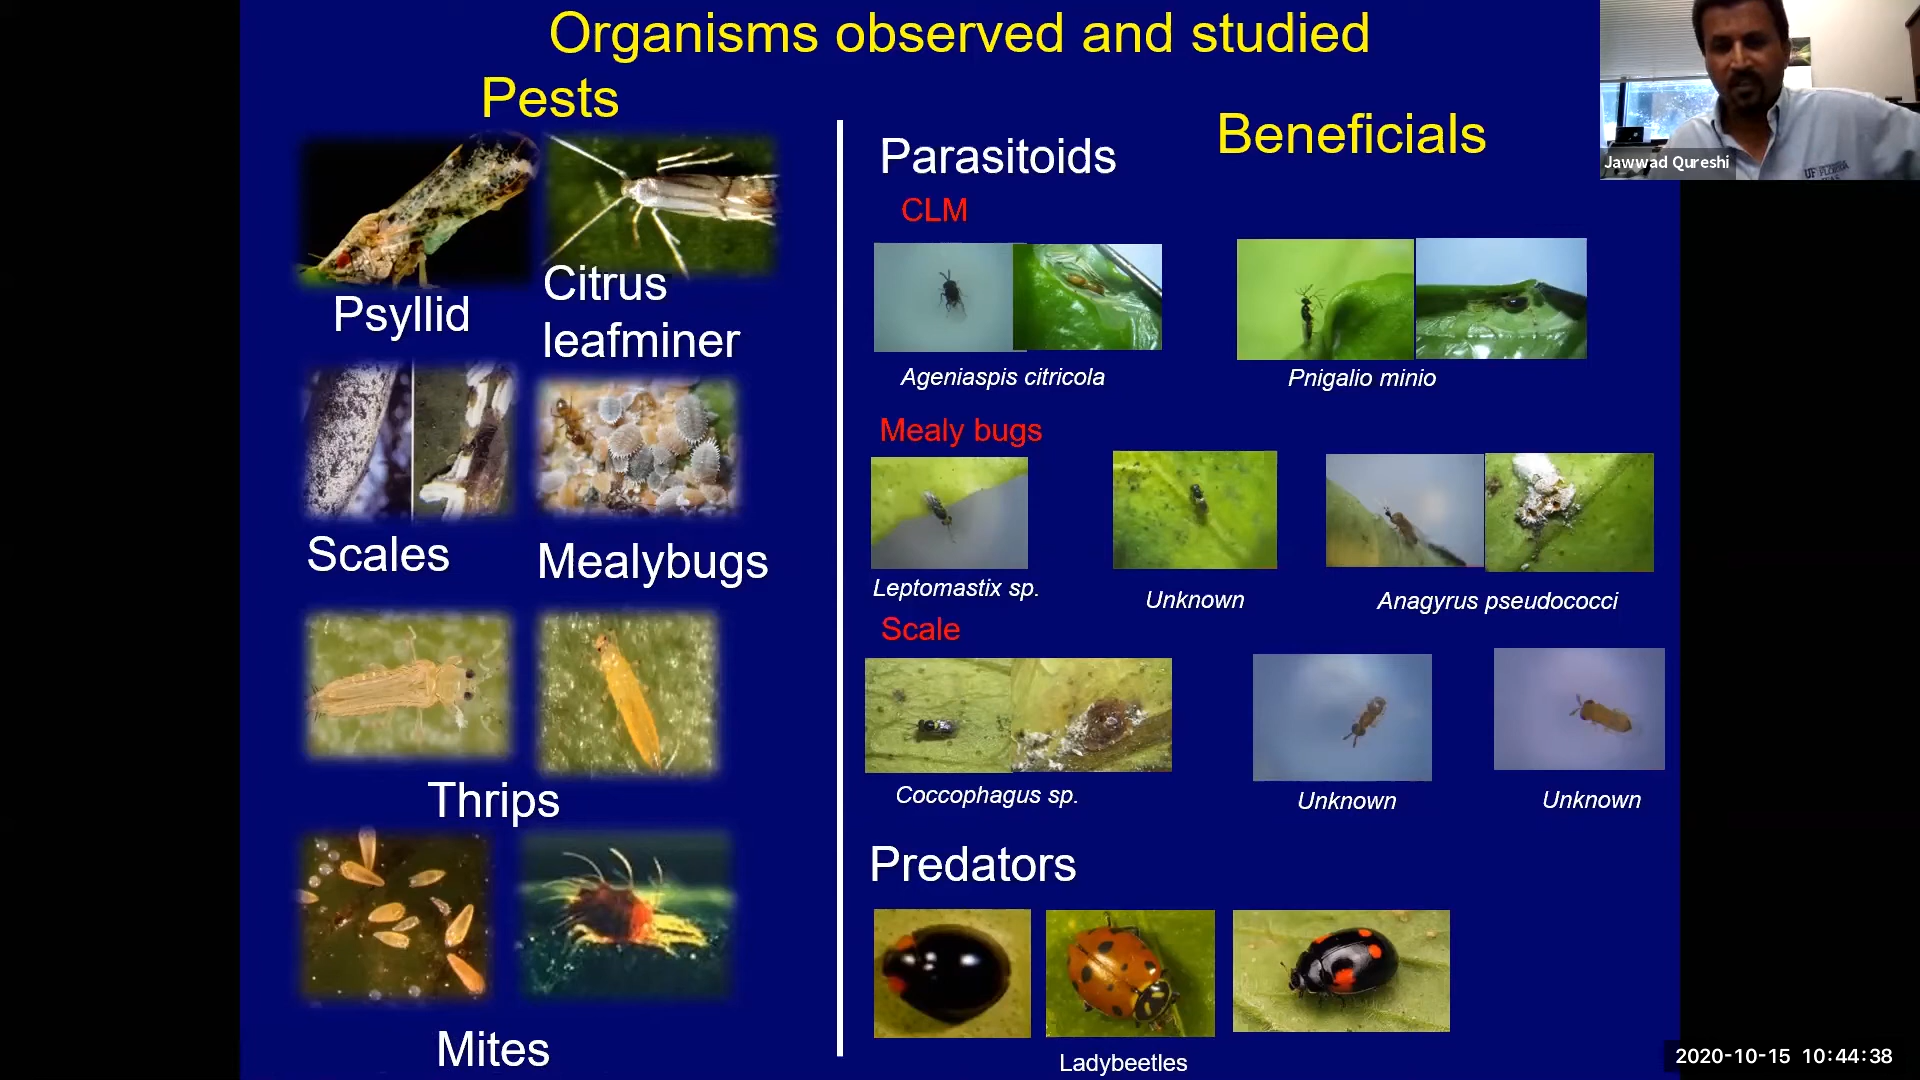 Organisms observed and studied
Pests
Psyllid
Citrus
leafminer
Scales
Mealybugs
Thrips
Mites
Beneficials
Parasitoids
CLM
Ageniaspis citricola
Pnigalio minio
Mealy bugs
Leptomastix sp.
Unknown
Anagyrus pseudococci
Scale
Coccophagus sp.
Unknown
Unknown
Predators
Ladybeetles
Jawwad Qureshi
UF FLORIDA
2020-10-15 10:44:38